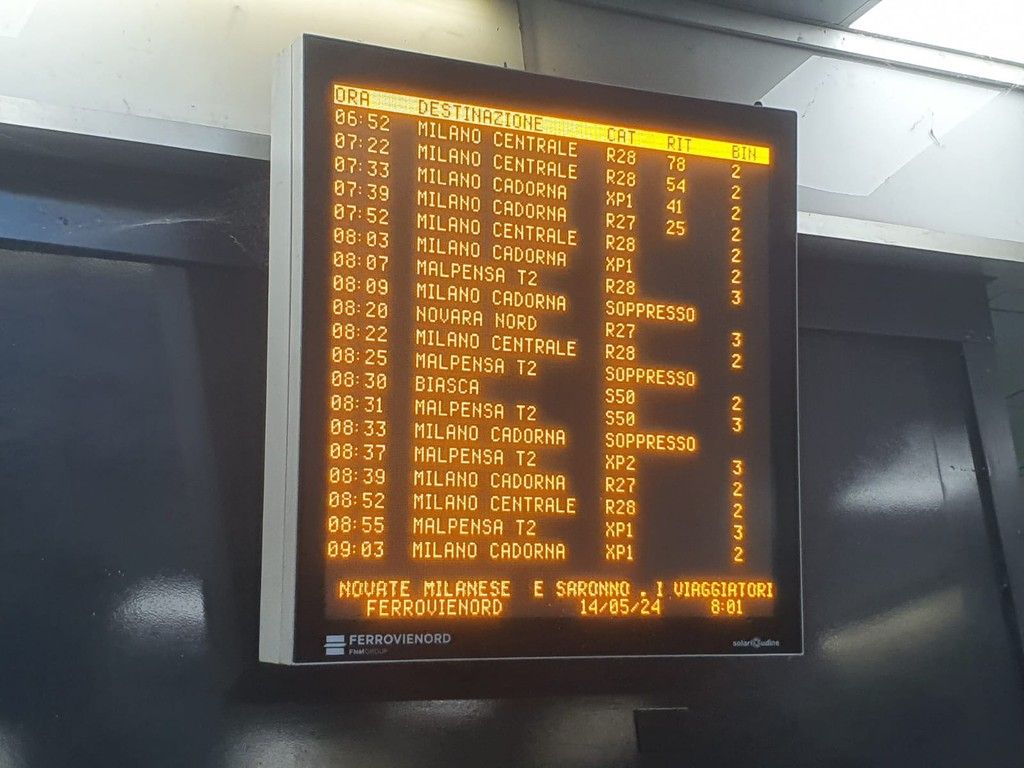 ORA DESTINAZIONE CAT RIT BIN
06:52 MILANO CENTRALE R28 78 2
07:22 MILANO CENTRALE R28 54 2
07:33 MILANO CADORNA XP1 41 2
07:39 MILANO CADORNA R27 25 2
07:52 MILANO CENTRALE R28 2
08:03 MILANO CADORNA XP1 2
08:07 MALPENSA T2 R28 3
08:09 MILANO CADORNA SOPPRESSO
08:20 NOVARA NORD R27 3
08:22 MILANO CENTRALE R28 2
08:25 MALPENSA T2 SOPPRESSO
08:30 BIASCA S50 2
08:31 MALPENSA T2 S50 3
08:33 MILANO CADORNA SOPPRESSO
08:37 MALPENSA T2 XP2 3
08:39 MILANO CADORNA R27 2
08:52 MILANO CENTRALE R28 2
08:55 MALPENSA T2 XP1 3
09:03 MILANO CADORNA XP1 2
NOVATE MILANESE E SARONNO . I VIAGGIATORI
FERROVIENORD 14/05/24 8:01
FERROVIENORD
FNMGROUP
solari udine